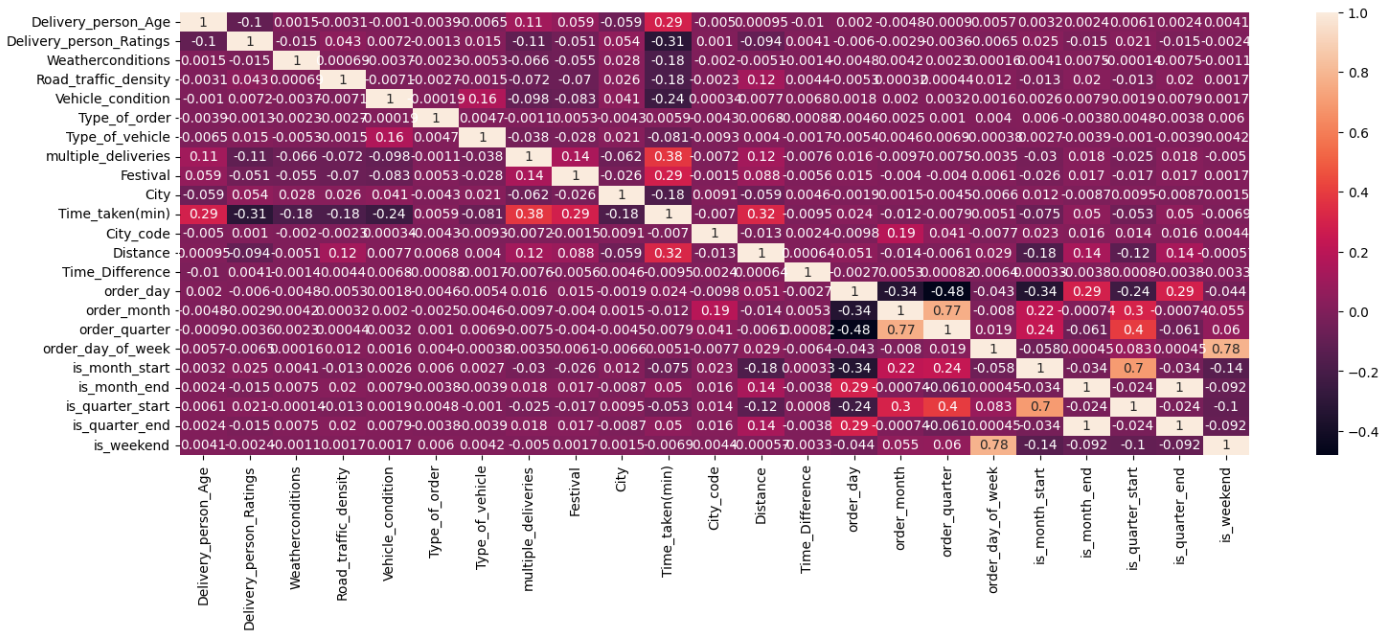 Delivery_person_Age 1 -0.1 0.0015 -0.0031 -0.001 -0.0039 -0.0065 0.11 0.059 -0.059 0.29 -0.005 0.00095 -0.01 0.002 -0.0048 -0.0009 0.0057 0.0032 0.0024 0.0061 0.0024 0.0041
Delivery_person_Ratings -0.1 1 -0.015 0.043 0.0072 -0.0013 0.015 -0.11 -0.051 0.054 -0.31 0.001 -0.094 0.0041 -0.006 -0.0029 -0.0036 -0.0065 0.025 -0.015 0.021 -0.015 -0.0024
Weatherconditions 0.0015 -0.015 1 0.00069 -0.0037 -0.0023 -0.0053 -0.066 -0.055 0.028 -0.18 -0.002 -0.0051 -0.0014 -0.0048 -0.0042 0.0023 0.00016 0.0041 0.0075 -0.00014 0.0075 -0.0011
Road_traffic_density -0.0031 0.043 0.00069 1 -0.0071 -0.0027 -0.0015 -0.072 -0.07 0.026 -0.18 -0.0023 0.12 0.0044 -0.0053 0.00032 0.00044 0.012 -0.013 0.02 -0.013 0.02 0.0017
Vehicle_condition -0.001 0.0072 -0.0037 -0.0071 1 0.00019 0.16 -0.098 -0.083 0.041 -0.24 0.00034 0.0077 0.0068 0.0018 0.002 0.0032 0.0016 0.0026 0.0079 0.0019 0.0079 0.0017
Type_of_order -0.0039 -0.0013 -0.0023 -0.0027 0.00019 1 0.0047 -0.0011 0.0053 -0.0043 0.0059 -0.0043 0.0068 0.00088 -0.0046 -0.0025 0.001 0.004 0.006 -0.0038 0.0048 -0.0038 0.006
Type_of_vehicle -0.0065 0.015 -0.0053 -0.0015 0.16 0.0047 1 -0.038 -0.028 0.021 -0.081 -0.0093 0.004 -0.0017 -0.0054 0.0046 0.0069 -0.00038 0.0027 -0.0039 -0.001 -0.0039 0.0042
multiple_deliveries 0.11 -0.11 -0.066 -0.072 -0.098 -0.0011 -0.038 1 0.14 -0.062 0.38 -0.0072 0.12 -0.0076 0.016 -0.0097 -0.0075 -0.0035 -0.03 0.018 -0.025 0.018 -0.005
Festival 0.059 -0.051 -0.055 -0.07 -0.083 0.0053 -0.028 0.14 1 -0.026 0.29 -0.0015 0.088 -0.0056 0.015 -0.004 -0.004 0.0061 -0.026 0.017 -0.017 0.017 0.0017
City -0.059 0.054 0.028 0.026 0.041 -0.0043 0.021 -0.062 -0.026 1 -0.18 0.0091 -0.059 0.0046 -0.0019 0.0015 -0.0045 -0.0066 0.012 -0.0087 0.0095 -0.0087 0.0015
Time_taken(min) 0.29 -0.31 -0.18 -0.18 -0.24 0.0059 -0.081 0.38 0.29 -0.18 1 -0.007 0.32 -0.0095 0.024 -0.012 -0.0079 0.0051 -0.075 0.05 -0.053 0.05 -0.0069
City_code -0.005 0.001 -0.002 -0.0023 0.00034 -0.0043 -0.0093 -0.0072 -0.0015 0.0091 -0.007 1 -0.013 0.0024 -0.0098 0.19 0.041 -0.0077 0.023 0.016 0.014 0.016 0.0044
Distance 0.00095 -0.094 -0.0051 0.12 0.0077 0.0068 0.004 0.12 0.088 -0.059 0.32 -0.013 1 0.00064 0.051 -0.014 -0.0061 0.029 -0.18 0.14 -0.12 0.14 0.00057
Time_Difference -0.01 0.0041 -0.0014 0.0044 0.0068 0.00088 -0.0017 -0.0076 -0.0056 0.0046 -0.0095 0.0024 0.00064 1 -0.0027 0.0053 0.00082 -0.0064 0.00033 -0.0038 0.0008 -0.0038 -0.0033
order_day 0.002 -0.006 -0.0048 -0.0053 0.0018 -0.0046 -0.0054 0.016 0.015 -0.0019 0.024 -0.0098 0.051 -0.0027 1 -0.34 -0.48 -0.043 -0.34 0.29 -0.24 0.29 -0.044
order_month -0.0048 -0.0029 -0.0042 0.00032 0.002 -0.0025 0.0046 -0.0097 -0.004 0.0015 -0.012 0.19 -0.014 0.0053 -0.34 1 0.77 -0.008 0.22 -0.00074 0.3 -0.00074 0.055
order_quarter -0.0009 -0.0036 0.0023 0.00044 0.0032 0.001 0.0069 -0.0075 -0.004 -0.0045 -0.0079 0.041 -0.0061 0.00082 -0.48 0.77 1 0.019 0.24 -0.061 0.4 -0.061 0.06
order_day_of_week 0.0057 -0.0065 0.00016 0.012 0.0016 0.004 -0.00038 -0.0035 0.0061 -0.0066 0.0051 -0.0077 0.029 -0.0064 -0.043 -0.008 0.019 1 -0.058 0.00045 0.083 0.00045 0.78
is_month_start 0.0032 0.025 0.0041 -0.013 0.0026 0.006 0.0027 -0.03 -0.026 0.012 -0.075 0.023 -0.18 0.00033 -0.34 0.22 0.24 -0.058 1 -0.034 0.7 -0.034 -0.14
is_month_end 0.0024 -0.015 0.0075 0.02 0.0079 -0.0038 -0.0039 0.018 0.017 -0.0087 0.05 0.016 0.14 -0.0038 0.29 -0.00074 -0.061 0.00045 -0.034 1 -0.024 1 -0.092
is_quarter_start 0.0061 0.021 -0.00014 -0.013 0.0019 0.0048 -0.001 -0.025 -0.017 0.0095 -0.053 0.014 -0.12 0.0008 -0.24 0.3 0.4 0.083 0.7 -0.024 1 -0.024 -0.1
is_quarter_end 0.0024 -0.015 0.0075 0.02 0.0079 -0.0038 -0.0039 0.018 0.017 -0.0087 0.05 0.016 0.14 -0.0038 0.29 -0.00074 -0.061 0.00045 -0.034 1 -0.024 1 -0.092
is_weekend 0.0041 -0.0024 -0.0011 0.0017 0.0017 0.006 0.0042 -0.005 0.0017 0.0015 -0.0069 0.0044 0.00057 -0.0033 -0.044 0.055 0.06 0.78 -0.14 -0.092 -0.1 -0.092 1
Delivery_person_Age
Delivery_person_Ratings
Weatherconditions
Road_traffic_density
Vehicle_condition
Type_of_order
Type_of_vehicle
multiple_deliveries
Festival
City
Time_taken(min)
City_code
Distance
Time_Difference
order_day
order_month
order_quarter
order_day_of_week
is_month_start
is_month_end
is_quarter_start
is_quarter_end
is_weekend
1.0
0.8
0.6
0.4
0.2
0.0
−0.2
−0.4